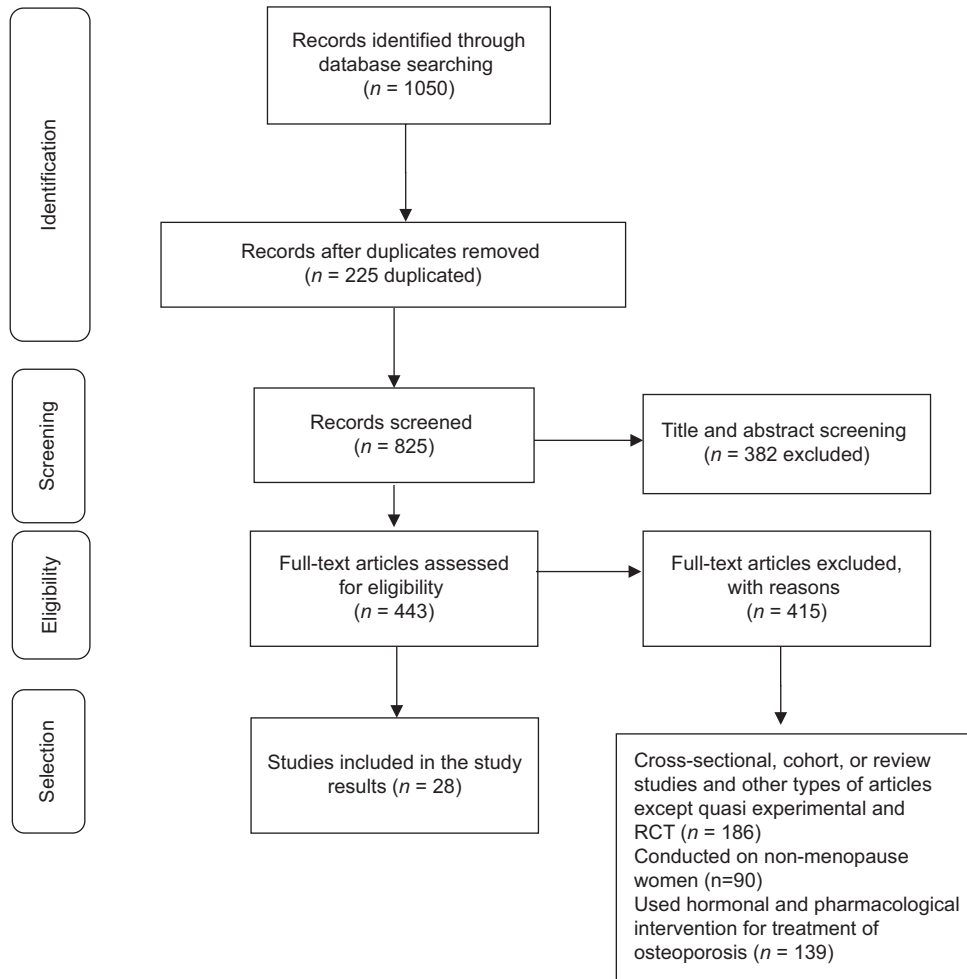 Identification
Records identified through
database searching
(n = 1050)
Records after duplicates removed
(n = 225 duplicated)
Screening
Records screened
(n = 825)
Title and abstract screening
(n = 382 excluded)
Eligibility
Full-text articles assessed
for eligibility
(n = 443)
Full-text articles excluded,
with reasons
(n = 415)
Selection
Studies included in the study
results (n = 28)
Cross-sectional, cohort, or review
studies and other types of articles
except quasi experimental and
RCT (n = 186)
Conducted on non-menopause
women (n=90)
Used hormonal and pharmacological
intervention for treatment of
osteoporosis (n = 139)